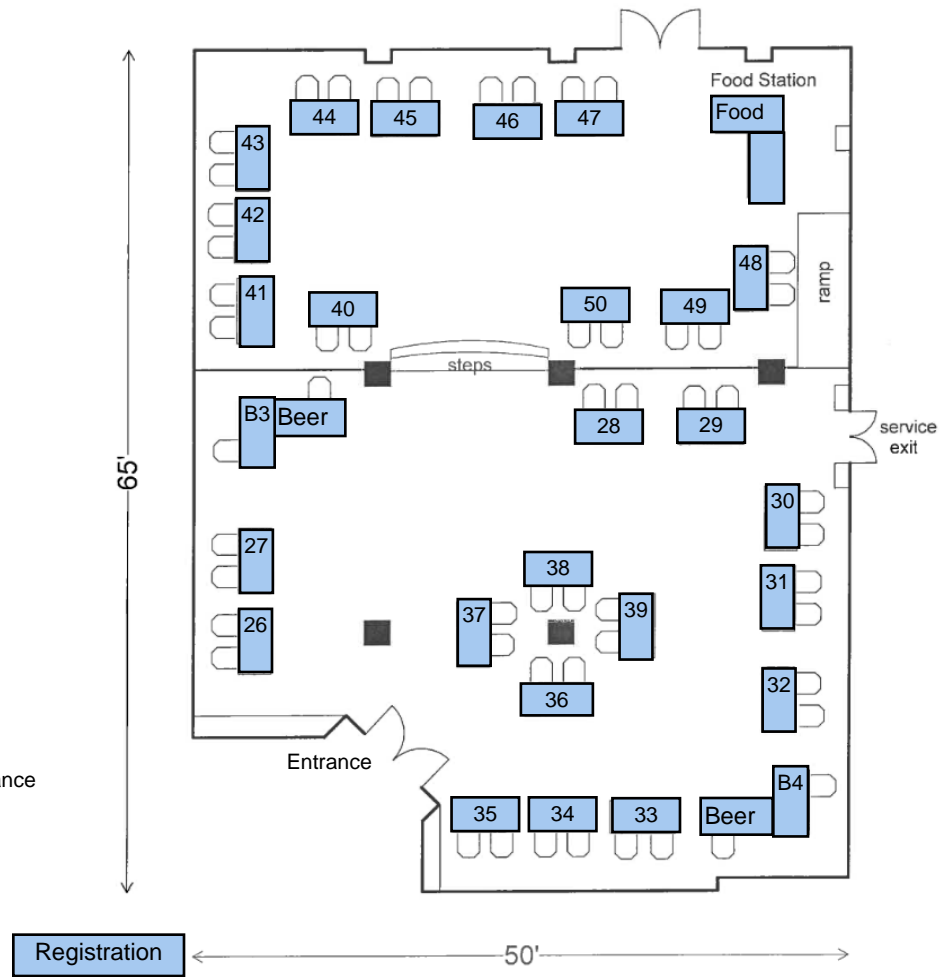 Food Station
Food
44
45
46
47
43
42
41
48
ramp
40
50
49
steps
B3
Beer
28
29
service
exit
65'
30
27
38
31
37
39
26
32
36
Entrance
ance
B4
35
34
33
Beer
Registration
50'